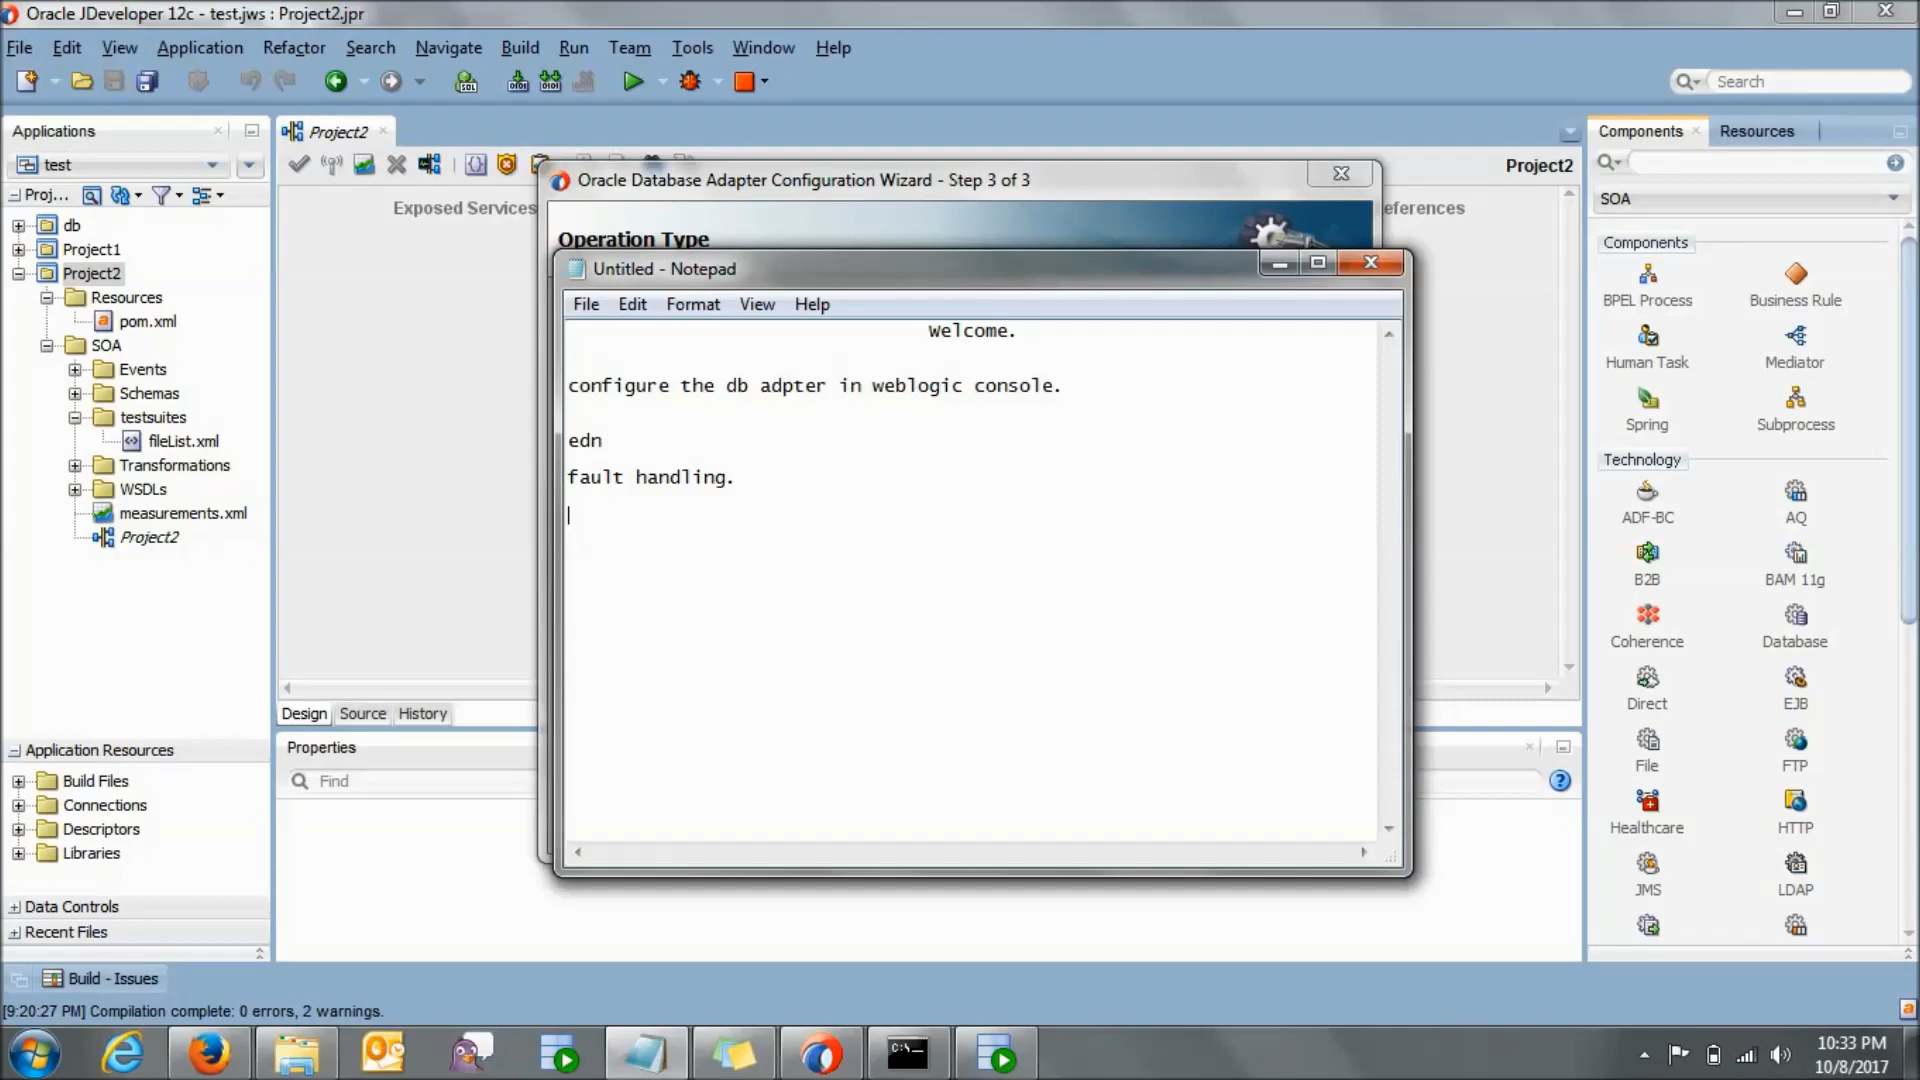 Oracle JDeveloper 12c - test.jws : Project2.jpr
File Edit View Application Refactor Search Navigate Build Run Team Tools Window Help
Search
Applications
test
Proj...
db
Project1
Project2
Resources
pom.xml
SOA
Events
Schemas
testsuites
fileList.xml
Transformations
WSDLs
measurements.xml
Project2
Application Resources
Build Files
Connections
Descriptors
Libraries
Data Controls
Recent Files
Project2
Project2
Exposed Services
eferences
Oracle Database Adapter Configuration Wizard - Step 3 of 3
Operation Type
Untitled - Notepad
File Edit Format View Help
Welcome.
configure the db adpter in weblogic console.
edn
fault handling.
Design Source History
Properties
Find
Components Resources
SOA
Components
BPEL Process Business Rule
Human Task Mediator
Spring Subprocess
Technology
ADF-BC AQ
B2B BAM 11g
Coherence Database
Direct EJB
File FTP
Healthcare HTTP
JMS LDAP
Build - Issues
[9:20:27 PM] Compilation complete: 0 errors, 2 warnings.
10:33 PM
10/8/2017